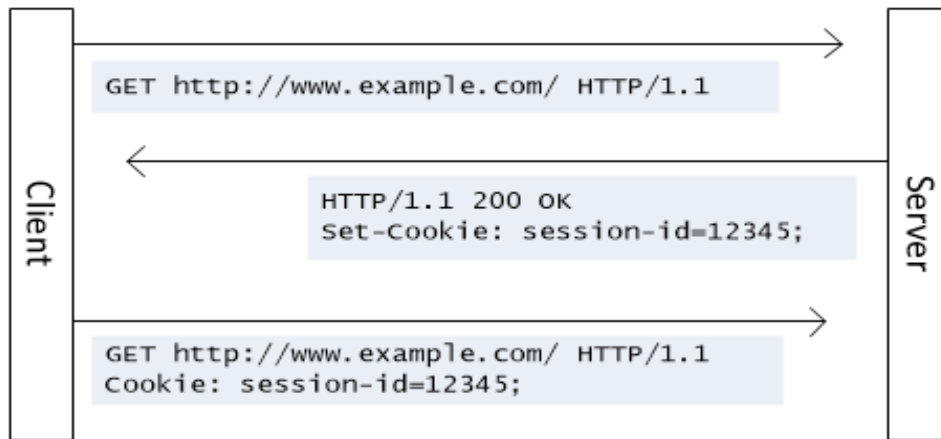 GET http://www.example.com/ HTTP/1.1
HTTP/1.1 200 OK
Set-Cookie: session-id=12345;
Client
Server
GET http://www.example.com/ HTTP/1.1
Cookie: session-id=12345;